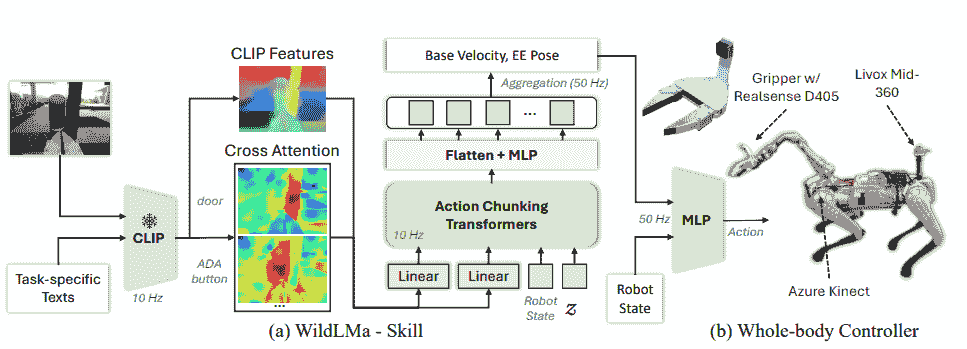 CLIP Features
Cross Attention
door
ADA
button
...
CLIP
10 Hz
Task-specific
Texts
Base Velocity, EE Pose
Aggregation (50 Hz)
...
Flatten + MLP
Action Chunking
Transformers
10 Hz
Linear
Linear
Robot
State
z
(a) WildLMa - Skill
Gripper w/
Realsense D405
Livox Mid-
360
50 Hz
MLP
Action
Robot
State
Azure Kinect
(b) Whole-body Controller